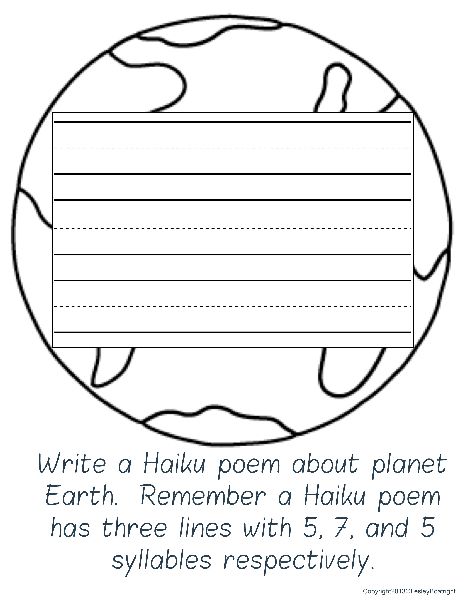 Write a Haiku poem about planet
Earth.  Remember a Haiku poem
has three lines with 5, 7, and 5
syllables respectively.